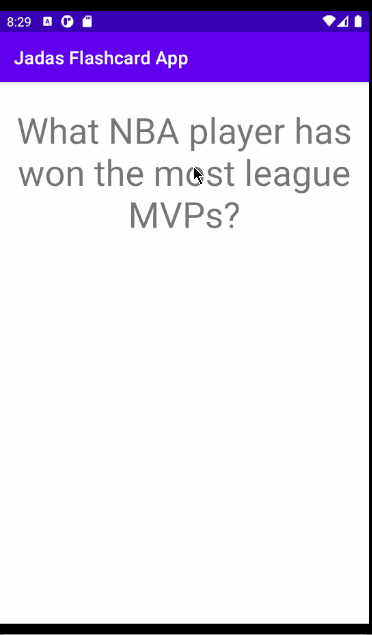 8:29
Jadas Flashcard App
What NBA player has
won the most league
MVPs?